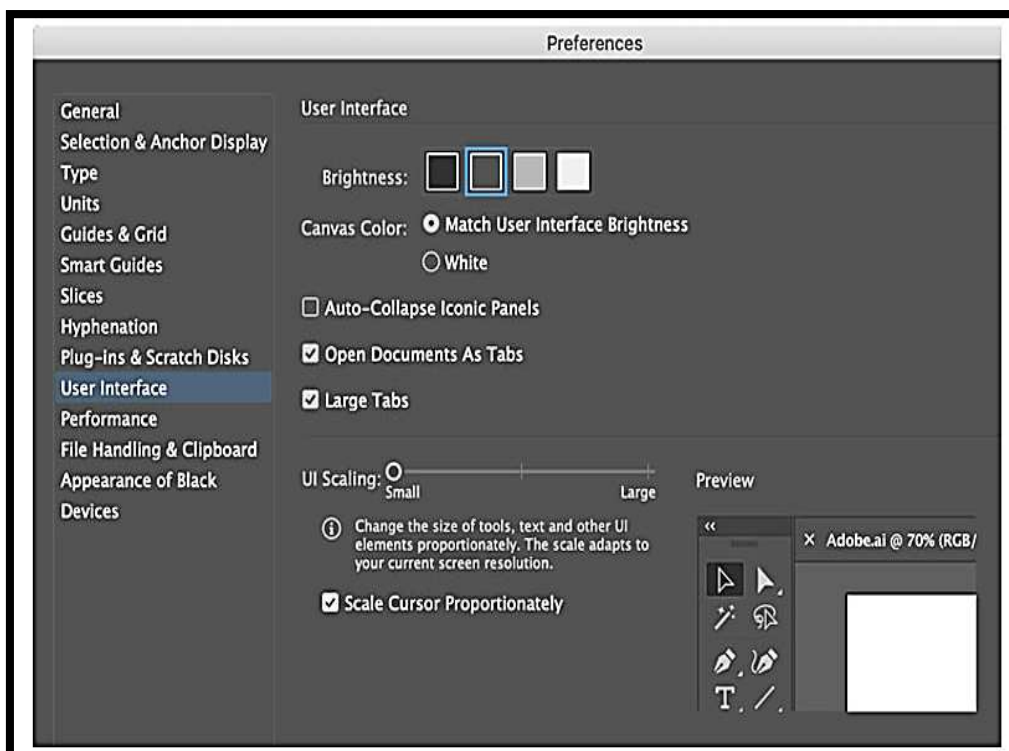 Preferences
General
Selection & Anchor Display
Type
Units
Guides & Grid
Smart Guides
Slices
Hyphenation
Plug-ins & Scratch Disks
User Interface
Performance
File Handling & Clipboard
Appearance of Black
Devices
User Interface
Brightness:
Canvas Color: Match User Interface Brightness
White
Auto-Collapse Iconic Panels
Open Documents As Tabs
Large Tabs
UI Scaling:
Small Large
Change the size of tools, text and other UI
elements proportionately. The scale adapts to
your current screen resolution.
Scale Cursor Proportionately
Preview
Adobe.ai @ 70% (RGB/